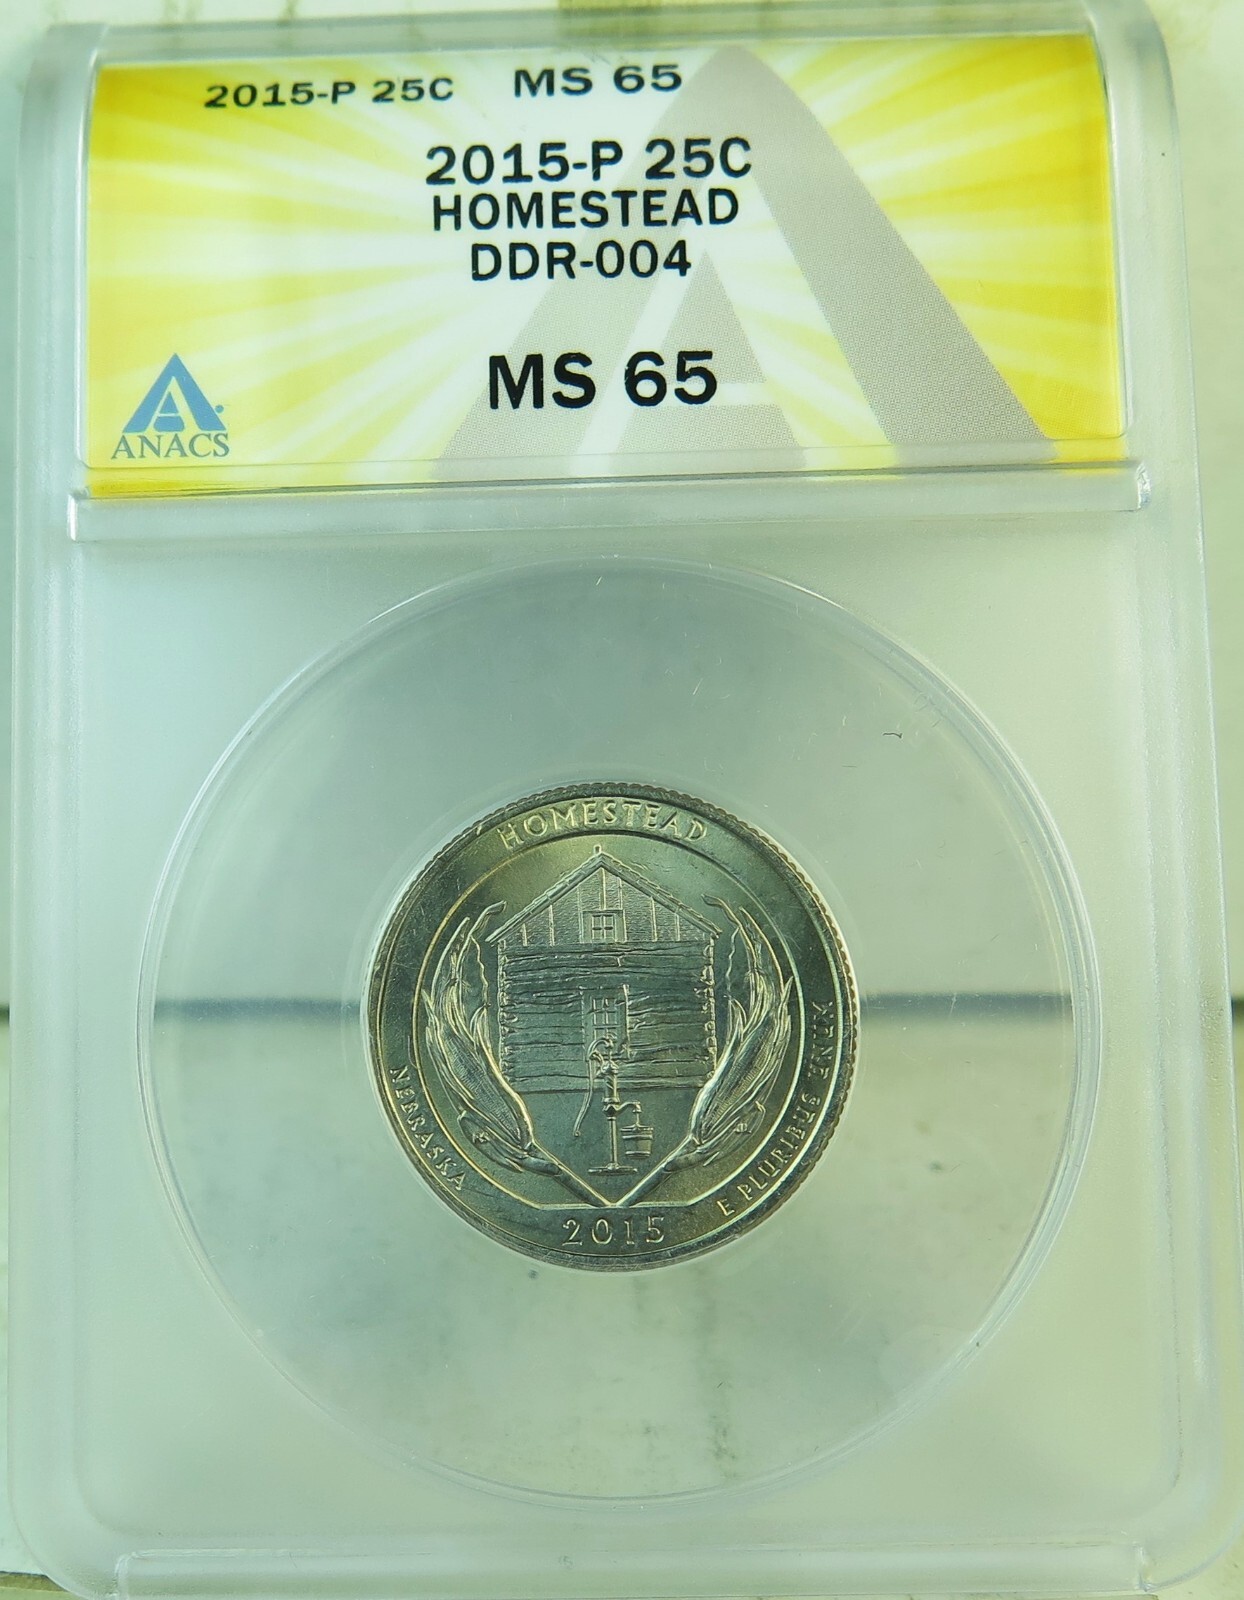 2015-P 25C MS 65
2015-P 25C
HOMESTEAD
DDR-004
MS 65
ANACS
HOMESTEAD
NEBRASKA
E PLURIBUS UNUM
2015